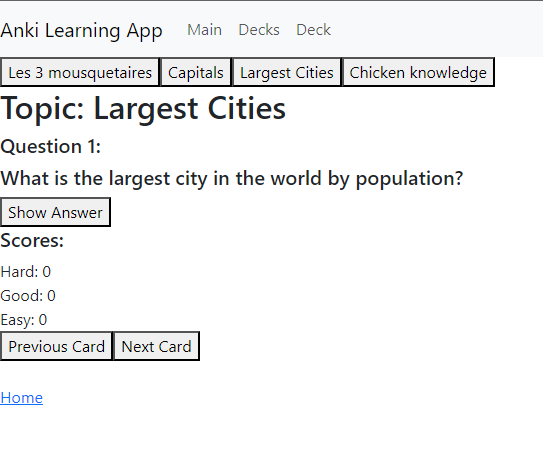 Anki Learning App Main Decks Deck
Les 3 mousquetaires Capitals Largest Cities Chicken knowledge
Topic: Largest Cities
Question 1:
What is the largest city in the world by population?
Show Answer
Scores:
Hard: 0
Good: 0
Easy: 0
Previous Card Next Card
Home